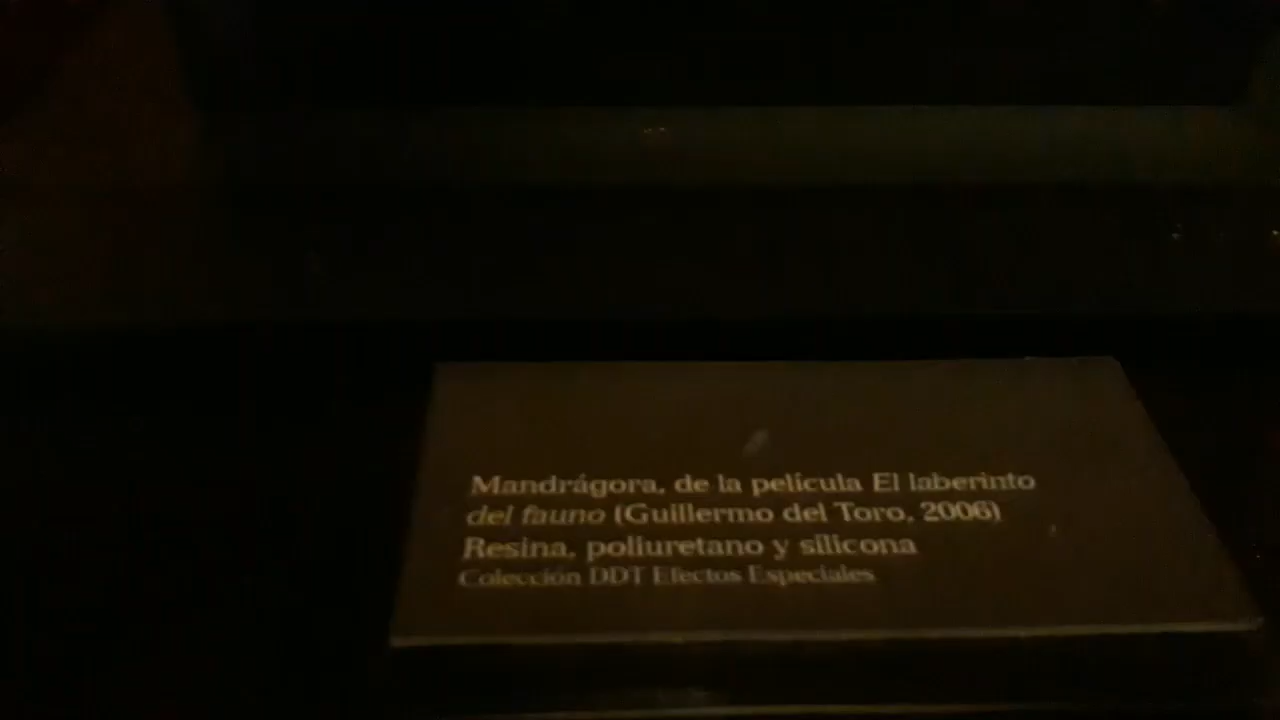 Mandrágora, de la película El laberinto
del fauno (Guillermo del Toro, 2006)
Resina, poliuretano y silicona
Colección DDT Efectos Especiales